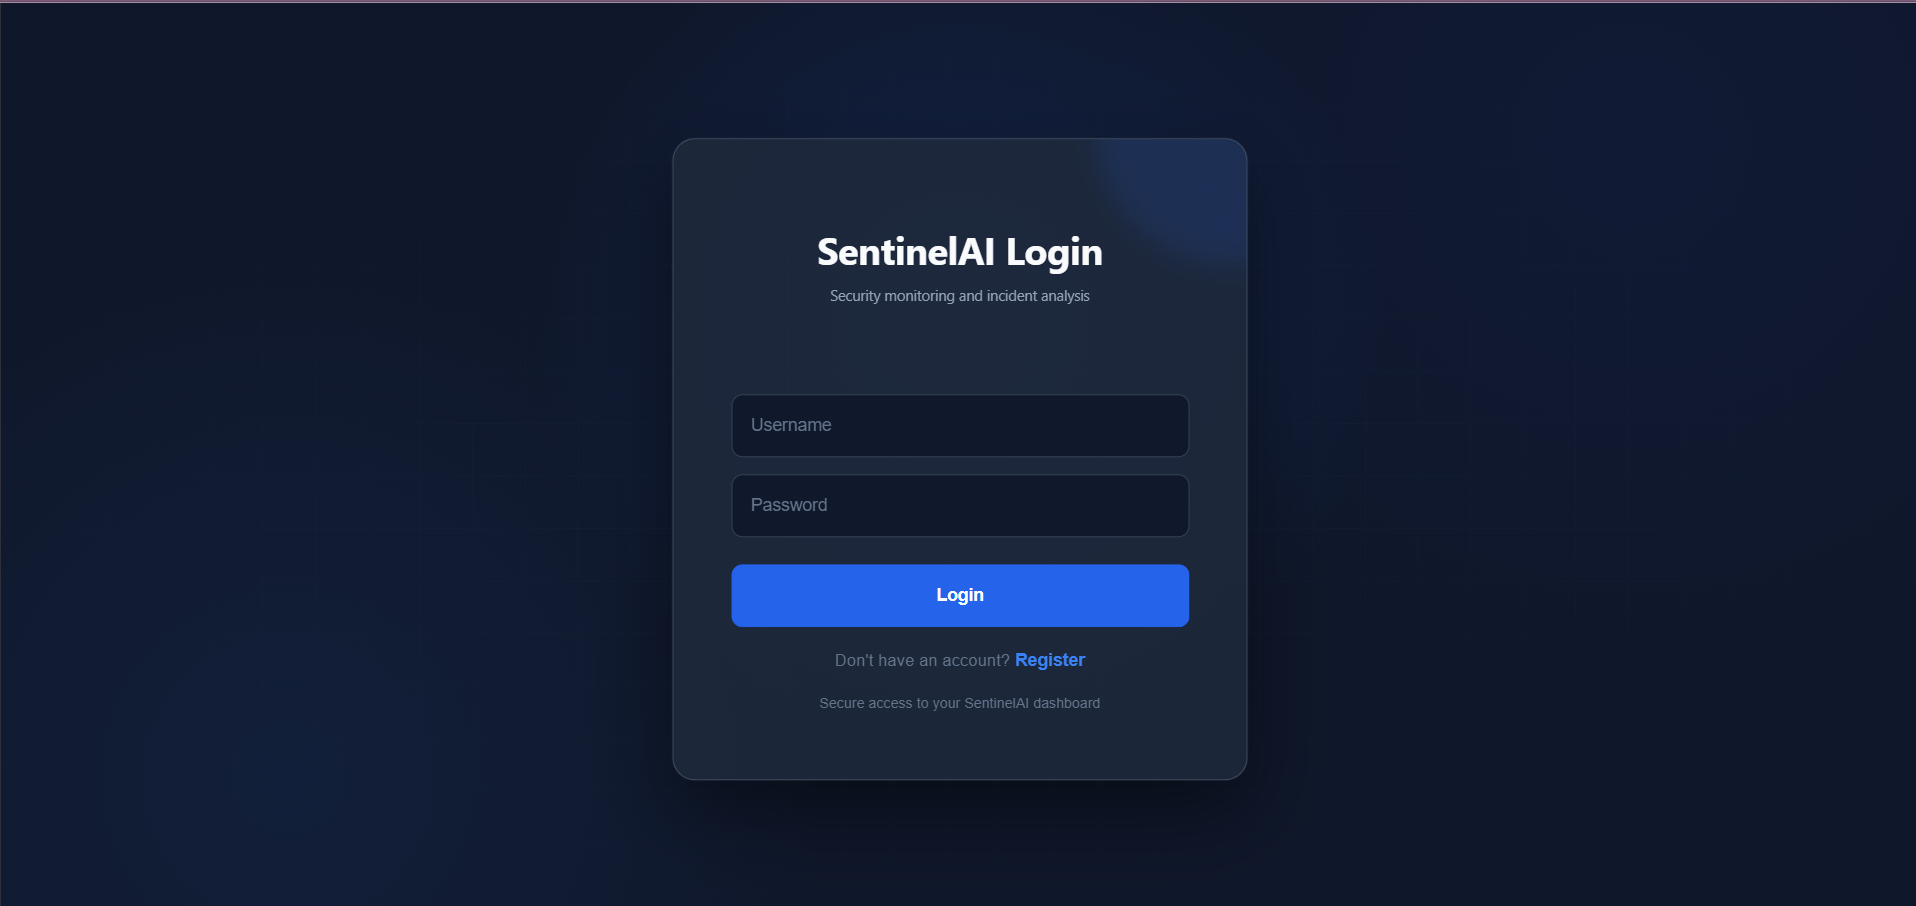 SentinelAI Login
Security monitoring and incident analysis
Username
Password
Login
Don't have an account? Register
Secure access to your SentinelAI dashboard